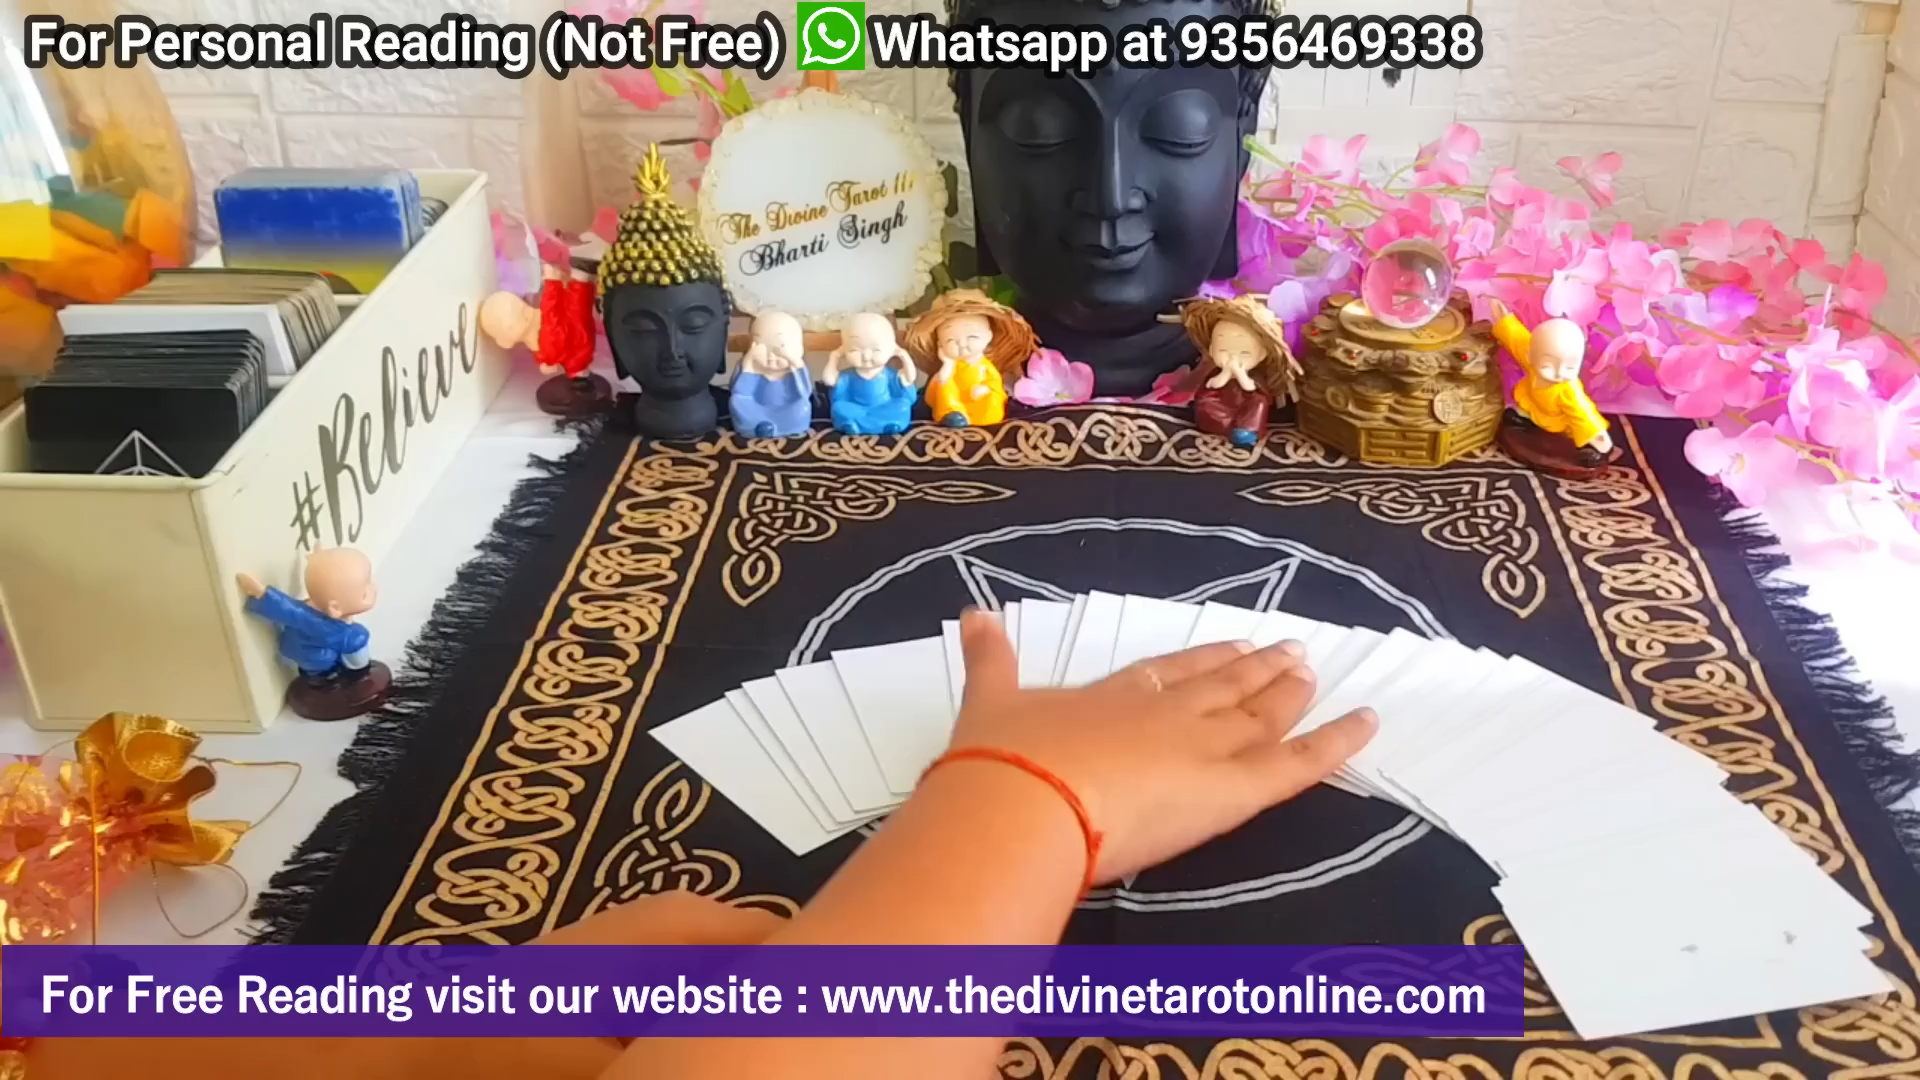 For Personal Reading (Not Free) Whatsapp at 9356469338
The Divine Tarot 111
Bharti Singh
#Believe
For Free Reading visit our website : www.thedivinetarotonline.com